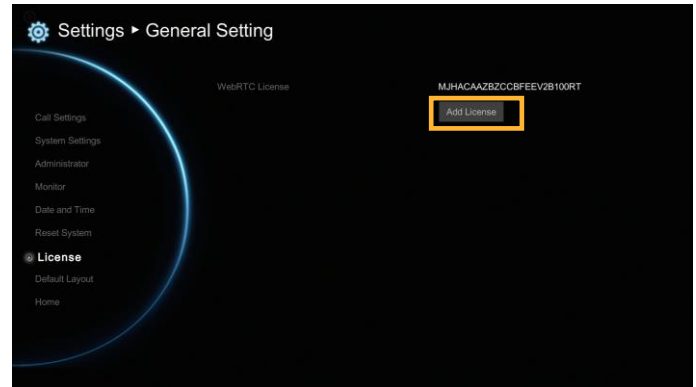 Settings ▸ General Setting
WebRTC License
MJHACAAZBZCCBFEEV2B100RT
Add License
Call Settings
System Settings
Administrator
Monitor
Date and Time
Reset System
License
Default Layout
Home